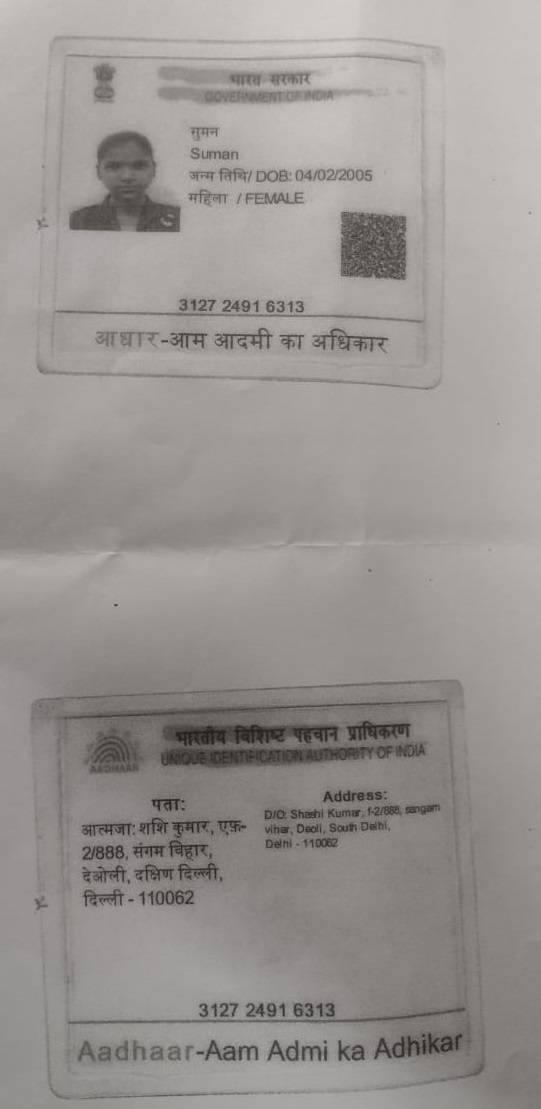 भारत सरकार
GOVERNMENT OF INDIA
सुमन
Suman
जन्म तिथि/ DOB: 04/02/2005
महिला / FEMALE
3127 2491 6313
आधार-आम आदमी का अधिकार
भारतीय विशिष्ट पहचान प्राधिकरण
UNIQUE IDENTIFICATION AUTHORITY OF INDIA
AADHAAR
पता:
आत्मजा: शशि कुमार, एफ़-
2/888, संगम विहार,
देओली, दक्षिण दिल्ली,
दिल्ली - 110062
Address:
D/O: Shashi Kumar, f-2/888, sangam
vihar, Deoli, South Delhi,
Delhi - 110062
3127 2491 6313
Aadhaar-Aam Admi ka Adhikar